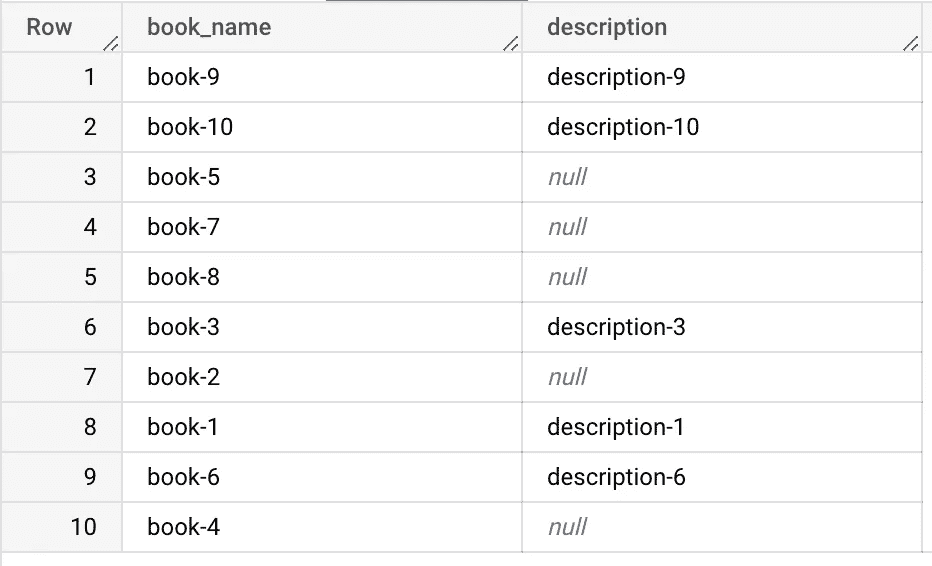 Row book_name description
1 book-9 description-9
2 book-10 description-10
3 book-5 null
4 book-7 null
5 book-8 null
6 book-3 description-3
7 book-2 null
8 book-1 description-1
9 book-6 description-6
10 book-4 null